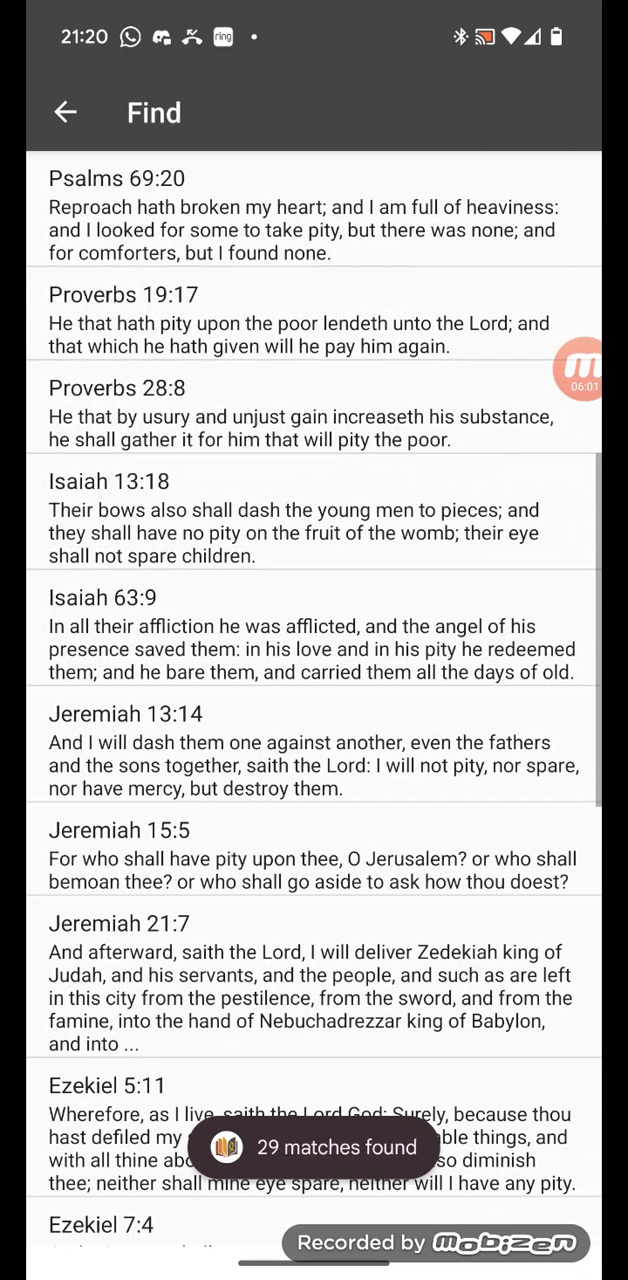 21:20 ring
Find
Psalms 69:20
Reproach hath broken my heart; and I am full of heaviness:
and I looked for some to take pity, but there was none; and
for comforters, but I found none.
Proverbs 19:17
He that hath pity upon the poor lendeth unto the Lord; and
that which he hath given will he pay him again.
Proverbs 28:8
He that by usury and unjust gain increaseth his substance,
he shall gather it for him that will pity the poor.
m
06:01
Isaiah 13:18
Their bows also shall dash the young men to pieces; and
they shall have no pity on the fruit of the womb; their eye
shall not spare children.
Isaiah 63:9
In all their affliction he was afflicted, and the angel of his
presence saved them: in his love and in his pity he redeemed
them; and he bare them, and carried them all the days of old.
Jeremiah 13:14
And I will dash them one against another, even the fathers
and the sons together, saith the Lord: I will not pity, nor spare,
nor have mercy, but destroy them.
Jeremiah 15:5
For who shall have pity upon thee, O Jerusalem? or who shall
bemoan thee? or who shall go aside to ask how thou doest?
Jeremiah 21:7
And afterward, saith the Lord, I will deliver Zedekiah king of
Judah, and his servants, and the people, and such as are left
in this city from the pestilence, from the sword, and from the
famine, into the hand of Nebuchadrezzar king of Babylon,
and into ...
Ezekiel 5:11
Wherefore, as I live, saith the Lord God; Surely, because thou
hast defiled my things, and
with all thine so diminish
thee; neither shall mine eye spare, neither will I have any pity.
29 matches found
Ezekiel 7:4
Recorded by mobizen